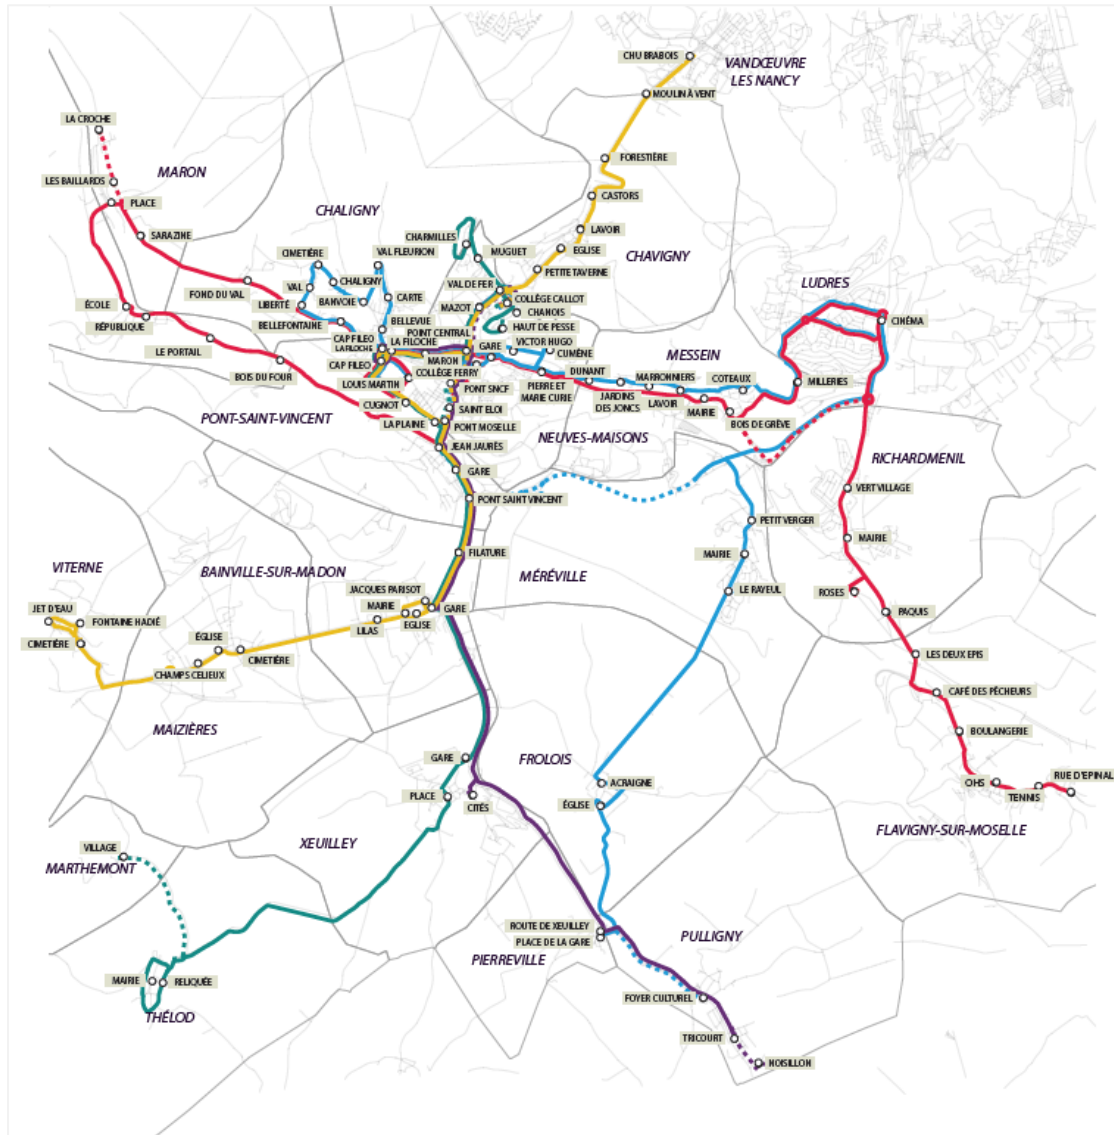 CHU BRABOIS
VANDŒUVRE
LES NANCY
MOULIN À VENT
LA CROCHE
FORESTIÈRE
MARON
LES BAILLARDS
CASTORS
PLACE
CHALIGNY
SARAZINE
LAVOIR
CHARMILLES
VAL FLEURION
MUGUET
EGLISE
CHAVIGNY
CIMETIÈRE
PETITE TAVERNE
VAL DE FER
LUDRES
CHALIGNY
FOND DU VAL
VAL
BANVOIE
CARTE
COLLÈGE CALLOT
ÉCOLE
LIBERTÉ
MAZOT
CHANOIS
CINÉMA
RÉPUBLIQUE
BELLEFONTAINE
BELLEVUE
HAUT DE PESSE
POINT CENTRAL
CAP FILEO
LA FILOCHE
LA FILOCHE
GARE
VICTOR HUGO
CUMÈNE
MESSEIN
LE PORTAIL
CAP FILEO
MARON
COLLÈGE FERRY
DUNANT
BOIS DU FOUR
LOUIS MARTIN
PONT SNCF
PIERRE ET
MARIE CURIE
MARRONNIERS
COTEAUX
MILLERIES
JARDINS
DES JONCS
LAVOIR
MAIRIE
CUGNOT
SAINT ELOI
BOIS DE GRÈVE
PONT-SAINT-VINCENT
LA PLAINE
PONT MOSELLE
NEUVES-MAISONS
JEAN JAURÈS
RICHARDMENIL
GARE
VERT VILLAGE
PONT SAINT VINCENT
PETIT VERGER
MAIRIE
FILATURE
MAIRIE
VITERNE
BAINVILLE-SUR-MADON
MÉRÉVILLE
JACQUES PARISOT
LE RAYEUL
ROSES
JET D'EAU
FONTAINE HADIÉ
MAIRIE
GARE
PAQUIS
LILAS
EGLISE
CIMETIÈRE
ÉGLISE
CIMETIÈRE
LES DEUX EPIS
CHAMPS CELIEUX
CAFÉ DES PÊCHEURS
MAIZIÈRES
BOULANGERIE
GARE
FROLOIS
OHS
RUE D'EPINAL
PLACE
CITÉS
ACRAIGNE
TENNIS
ÉGLISE
FLAVIGNY-SUR-MOSELLE
XEUILLEY
VILLAGE
MARTHEMONT
ROUTE DE XEUILLEY
PLACE DE LA GARE
PULLIGNY
PIERREVILLE
MAIRIE
RELIQUÉE
FOYER CULTUREL
THÉLOD
TRICOURT
NOISILLON